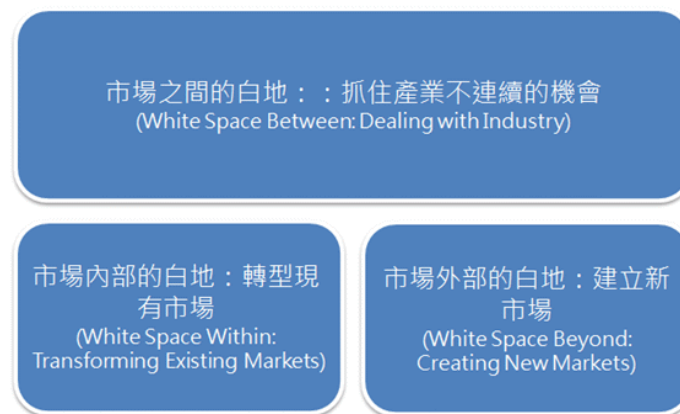 市場之間的白地：：抓住產業不連續的機會
(White Space Between: Dealing with Industry)
市場內部的白地：轉型現
有市場
(White Space Within:
Transforming Existing Markets)
市場外部的白地：建立新
市場
(White Space Beyond:
Creating New Markets)